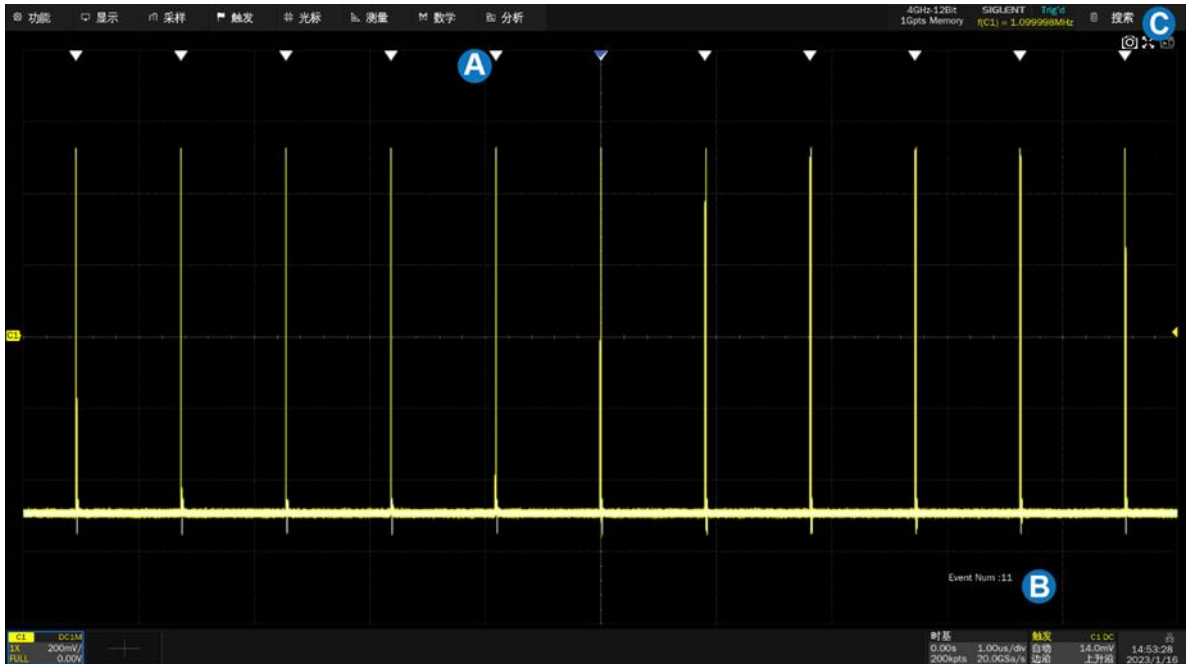 功能 显示 采样 触发 光标 测量 数学 分析
4GHz-12Bit SIGLENT Trig'd
1Gpts Memory f(C1) = 1.099998MHz
搜索
C
A
C1
Event Num :11
B
C1 DC1M
1X 200mV/
FULL 0.00V
时基
0.00s 1.00us/div
200kpts 20.0GSa/s
触发 C1 DC
自动 14.0mV
边沿 上升沿
14:53:28
2023/1/16